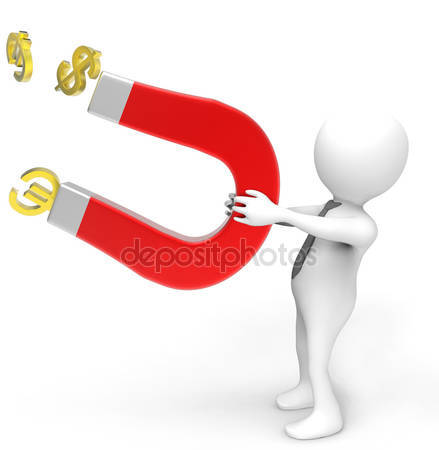 $ $
€
depositphotos